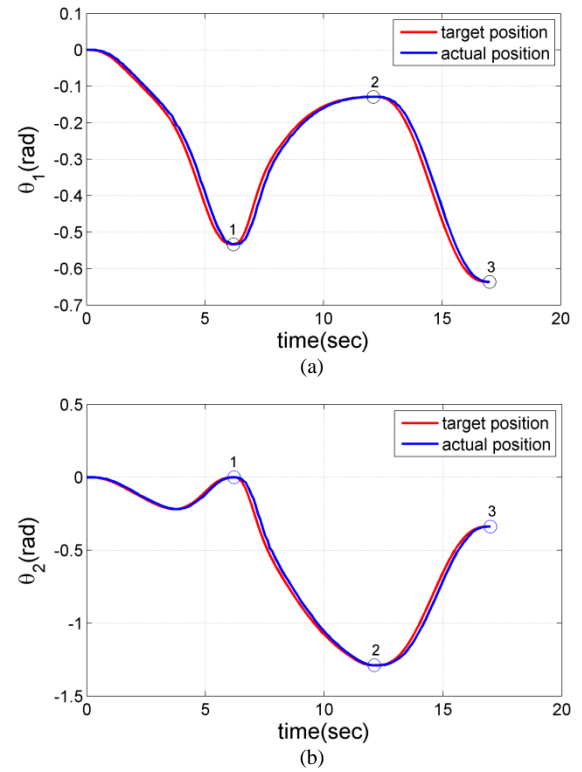 0.1
0
-0.1
-0.2
-0.3
-0.4
-0.5
-0.6
-0.7
θ1(rad)
target position
actual position
1
2
3
0 5 10 15 20
time(sec)
(a)
0.5
0
-0.5
-1
-1.5
θ2(rad)
target position
actual position
1
2
3
0 5 10 15 20
time(sec)
(b)